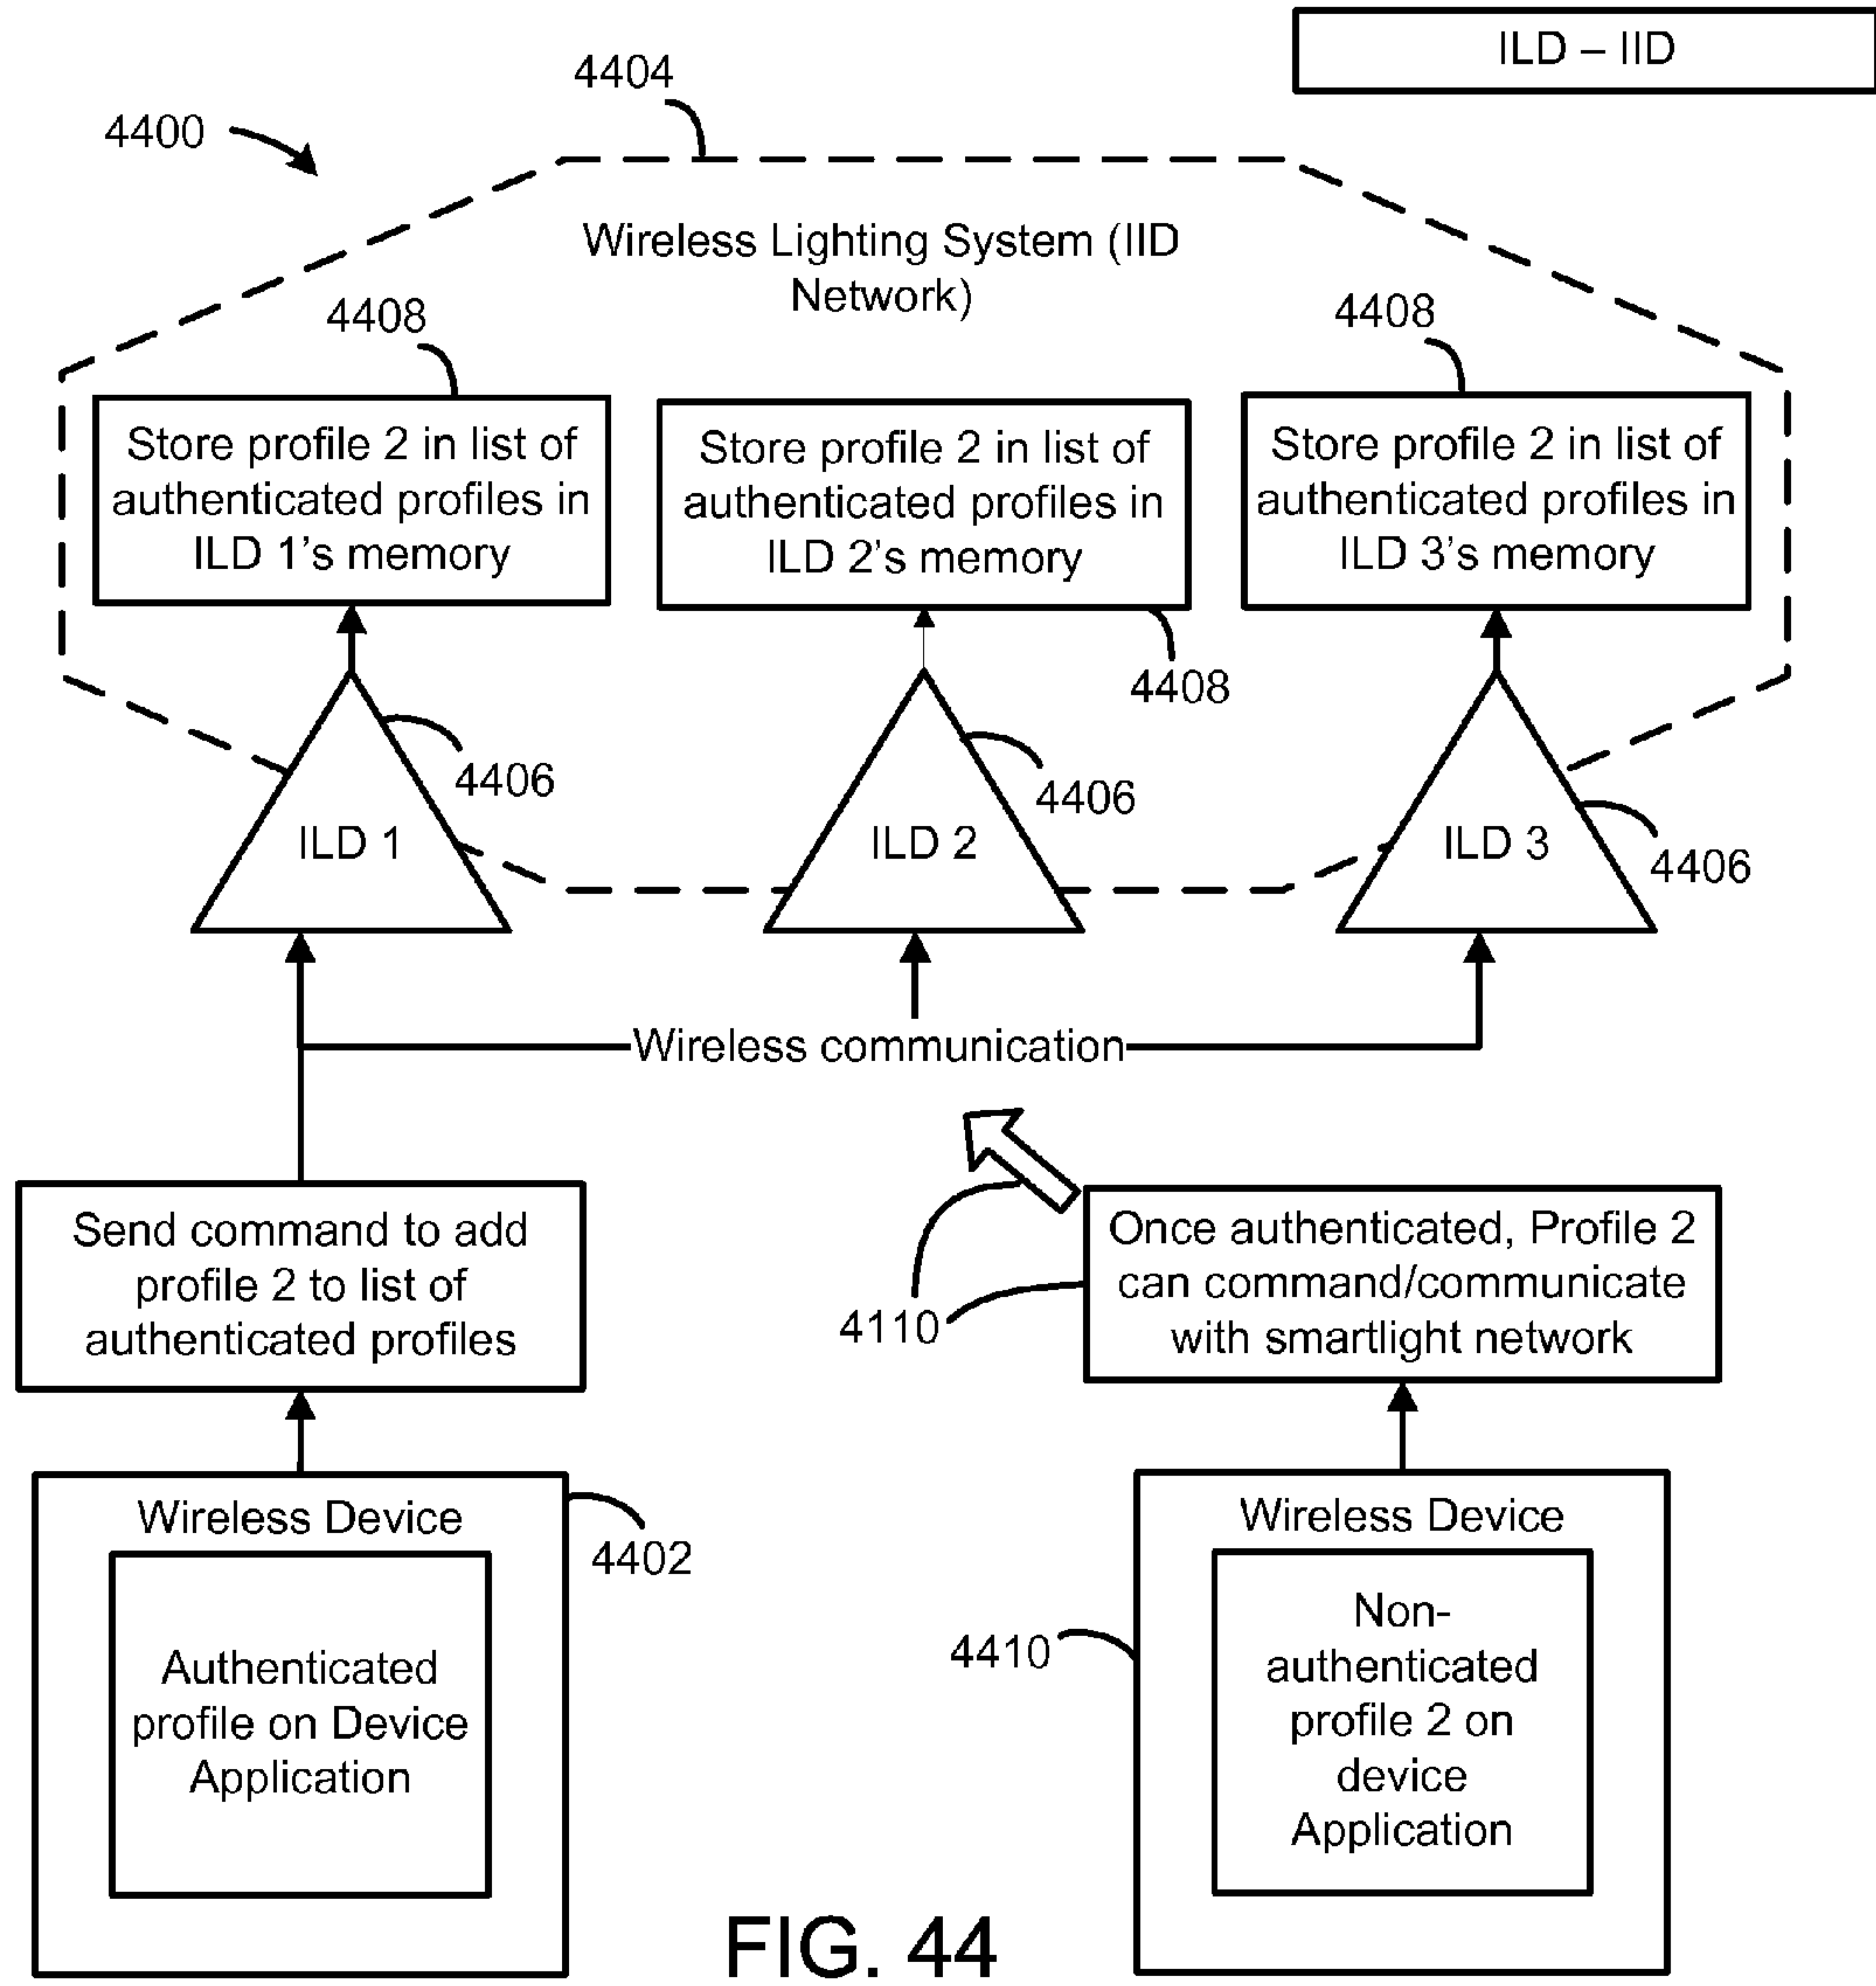 ILD – IID
4404
4400
Wireless Lighting System (IID
Network)
4408
4408
Store profile 2 in list of
authenticated profiles in
ILD 1's memory
Store profile 2 in list of
authenticated profiles in
ILD 2's memory
Store profile 2 in list of
authenticated profiles in
ILD 3's memory
4408
4406
4406
4406
ILD 1
ILD 2
ILD 3
Wireless communication
Send command to add
profile 2 to list of
authenticated profiles
Once authenticated, Profile 2
can command/communicate
with smartlight network
4110
Wireless Device
4402
Authenticated
profile on Device
Application
Wireless Device
4410
Non-
authenticated
profile 2 on
device
Application
FIG. 44